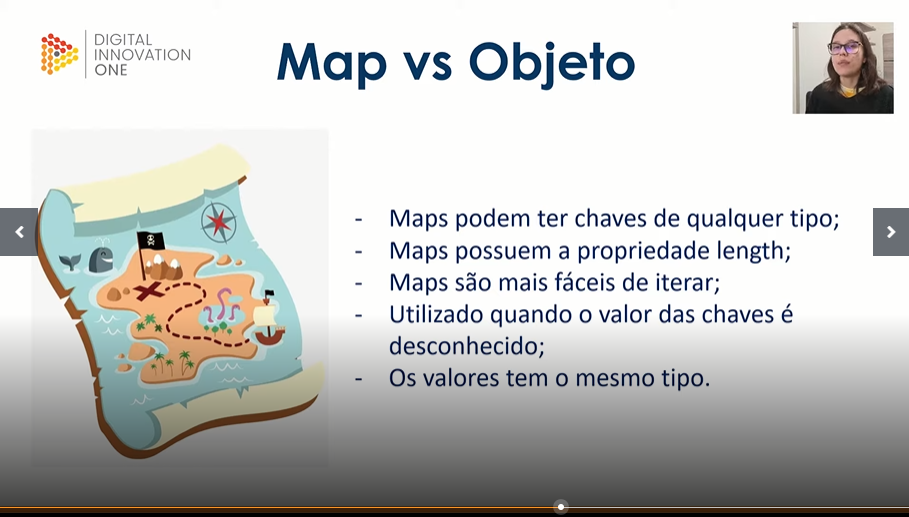 DIGITAL
INNOVATION
ONE
Map vs Objeto
- Maps podem ter chaves de qualquer tipo;
- Maps possuem a propriedade length;
- Maps são mais fáceis de iterar;
- Utilizado quando o valor das chaves é
desconhecido;
- Os valores tem o mesmo tipo.